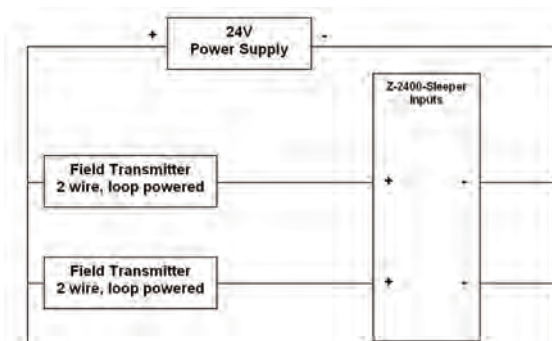 +
24V
Power Supply
-
Z-2400-Sleeper
Inputs
Field Transmitter
2 wire, loop powered
+
-
Field Transmitter
2 wire, loop powered
+
-